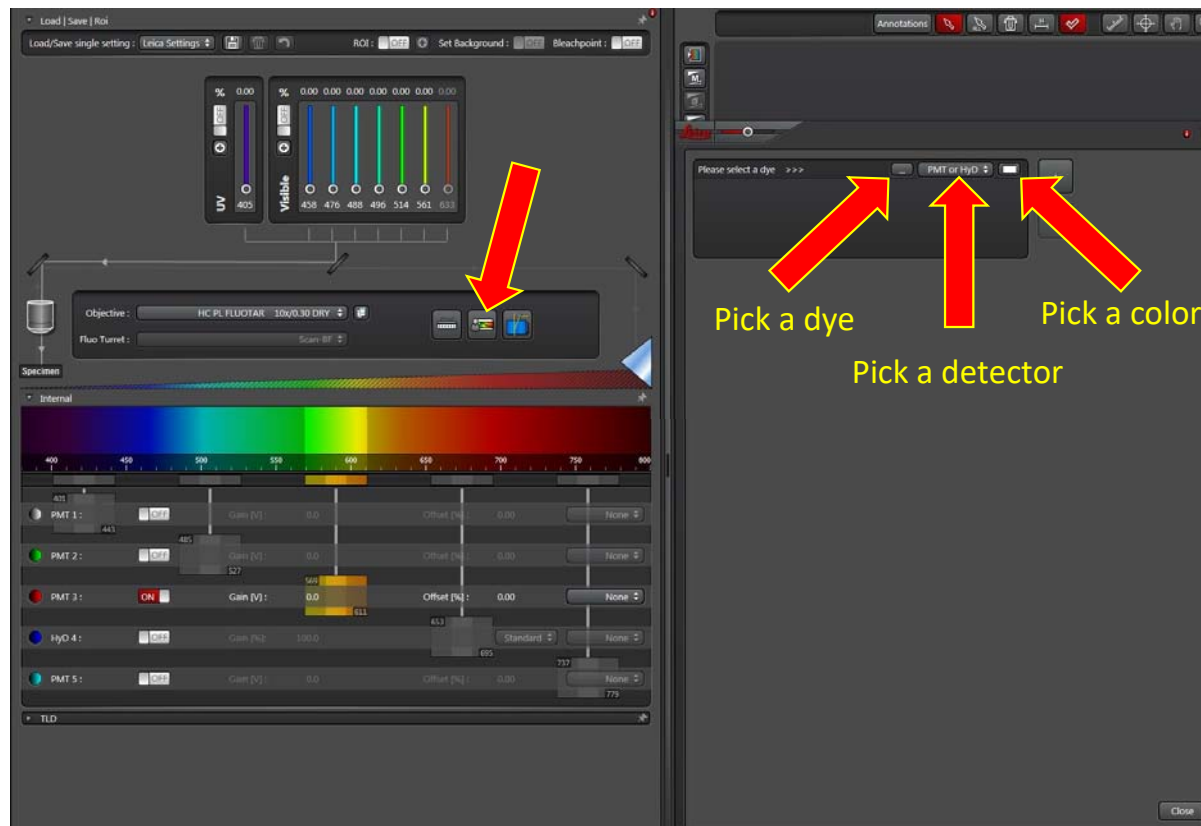 Load | Save | Roi
Load/Save single setting : Leica Settings ROI : OFF Set Background : OFF Bleachpoint : OFF
% 0.00 % 0.00 0.00 0.00 0.00 0.00 0.00 0.00
OFF OFF
UV 405 Visible 458 476 488 496 514 561 633
Objective : HC PL FLUOTAR 10x/0.30 DRY
Fluo Turret : Scan-BF
Specimen
Internal
400 450 500 550 600 650 700 750 800
401
PMT 1 : OFF Gain [V] : 0.0 Offset [%] : 0.00 None
443
485
PMT 2 : OFF Gain [V] : 0.0 Offset [%] : 0.00 None
527
569
PMT 3 : ON Gain [V] : 0.0 Offset [%] : 0.00 None
611
653
HyD 4 : OFF Gain [%]: 100.0 Standard None
695
737
PMT 5 : OFF Gain [V] : 0.0 Offset [%] : 0.00 None
779
TLD
Annotations
M
Leica
Please select a dye >>> ... PMT or HyD
Pick a dye
Pick a color
Pick a detector
Close